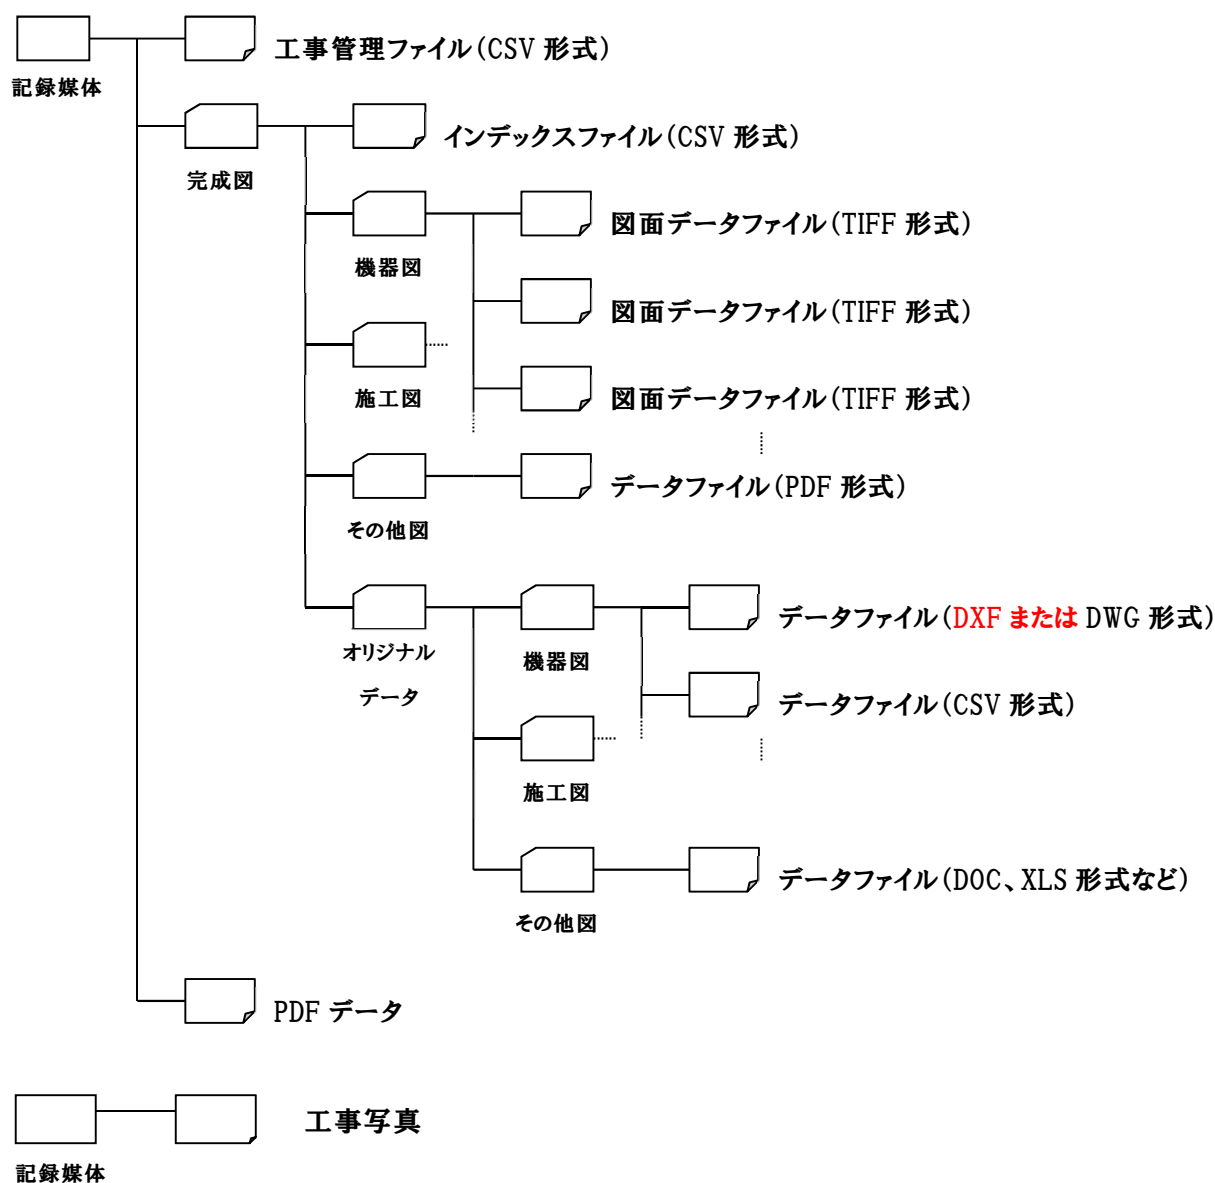 工事管理ファイル(CSV 形式)
記録媒体
インデックスファイル(CSV 形式)
完成図
図面データファイル(TIFF 形式)
機器図
図面データファイル(TIFF 形式)
施工図
図面データファイル(TIFF 形式)
データファイル(PDF 形式)
その他図
データファイル(DXF または DWG 形式)
オリジナル
データ
機器図
データファイル(CSV 形式)
施工図
データファイル(DOC、XLS 形式など)
その他図
PDF データ
工事写真
記録媒体